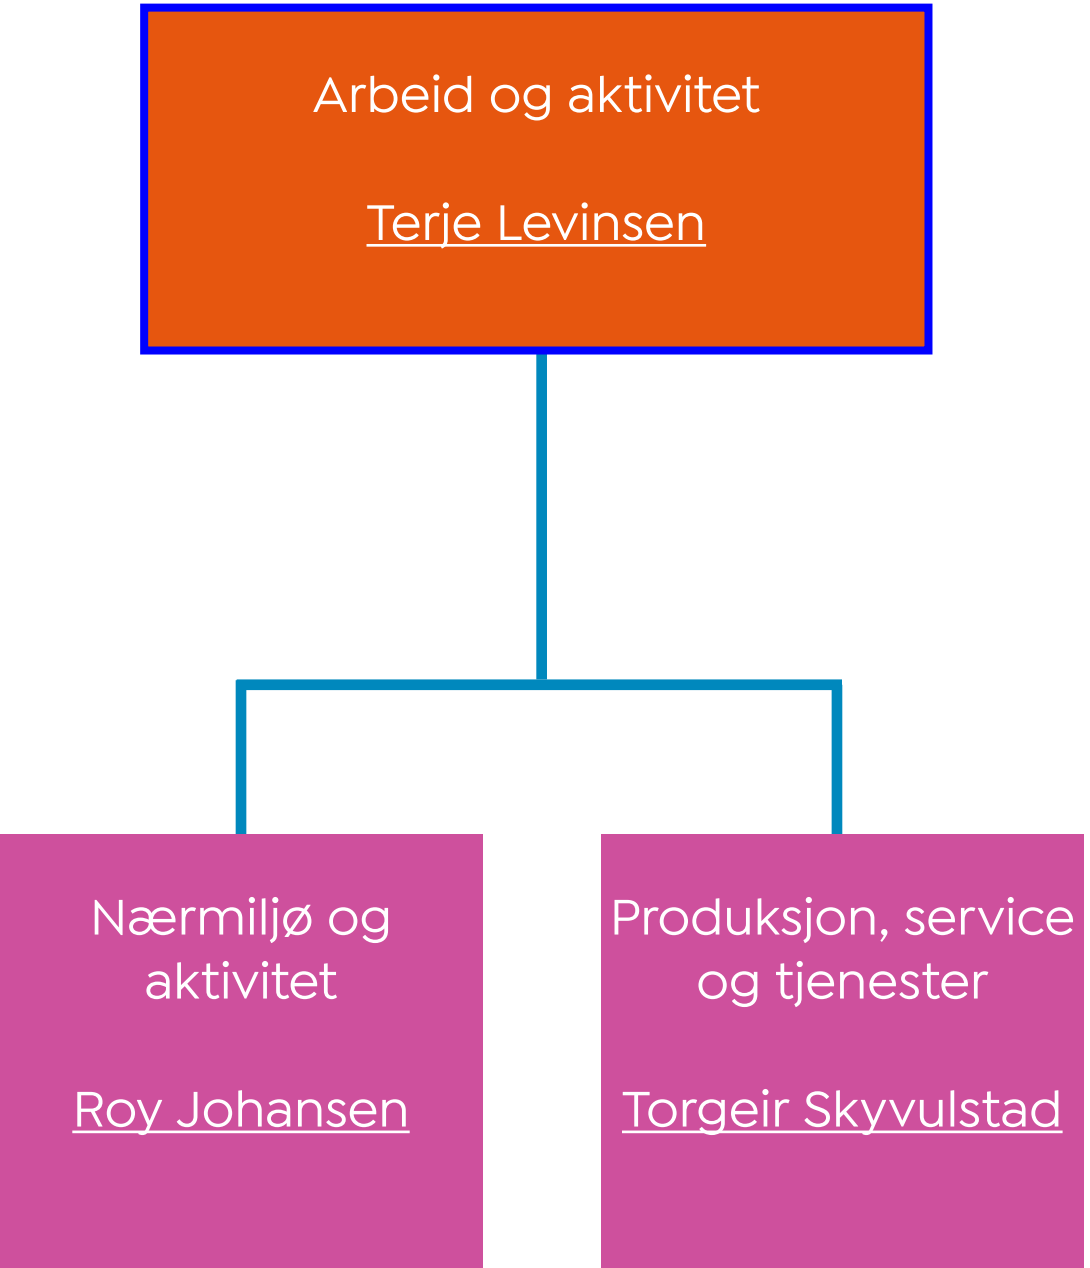 Arbeid og aktivitet
Terje Levinsen
Nærmiljø og
aktivitet
Roy Johansen
Produksjon, service
og tjenester
Torgeir Skyvulstad